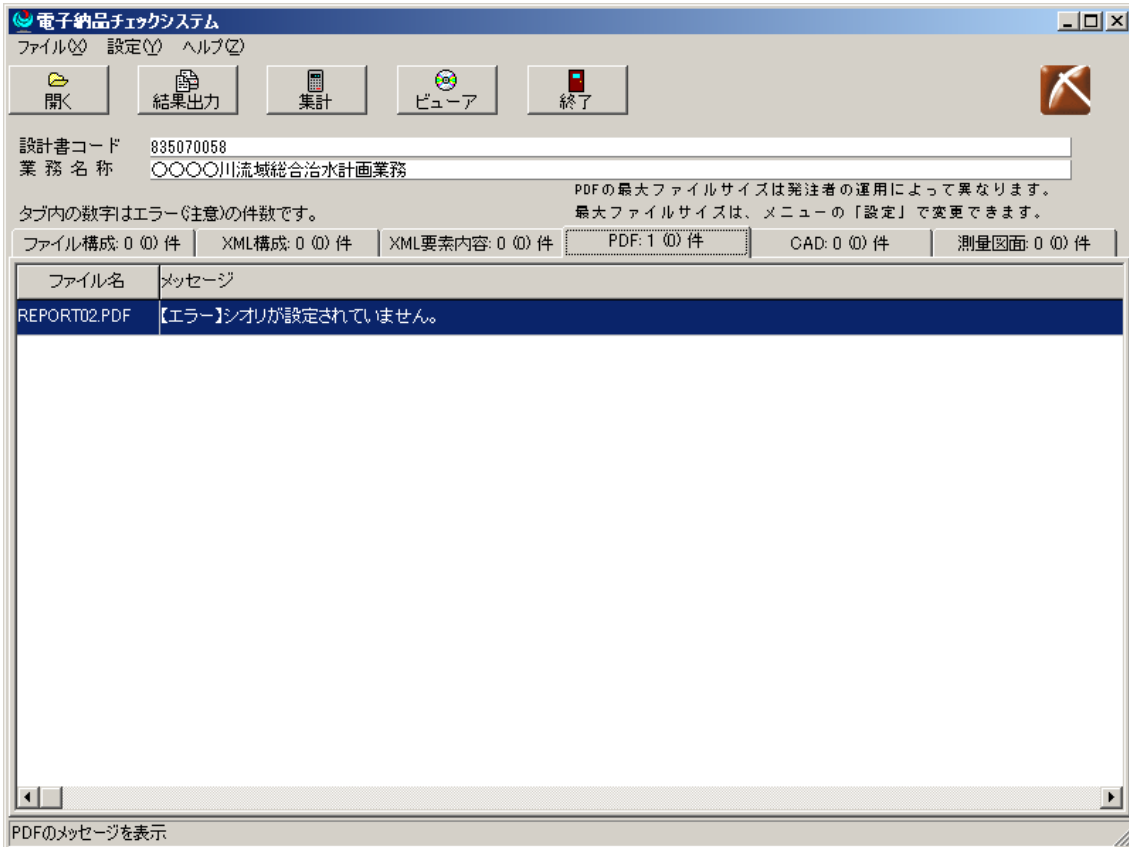 電子納品チェックシステム
ファイル(X) 設定(Y) ヘルプ(Z)
開く 結果出力 集計 ビューア 終了
設計書コード 835070058
業務名称 〇〇〇〇川流域総合治水計画業務
PDFの最大ファイルサイズは発注者の運用によって異なります。
タブ内の数字はエラー(注意)の件数です。 最大ファイルサイズは、メニューの「設定」で変更できます。
ファイル構成: 0 (0) 件 XML構成: 0 (0) 件 XML要素内容: 0 (0) 件 PDF: 1 (0) 件 CAD: 0 (0) 件 測量図面: 0 (0) 件
ファイル名 メッセージ
REPORT02.PDF 【エラー】シオリが設定されていません。
PDFのメッセージを表示